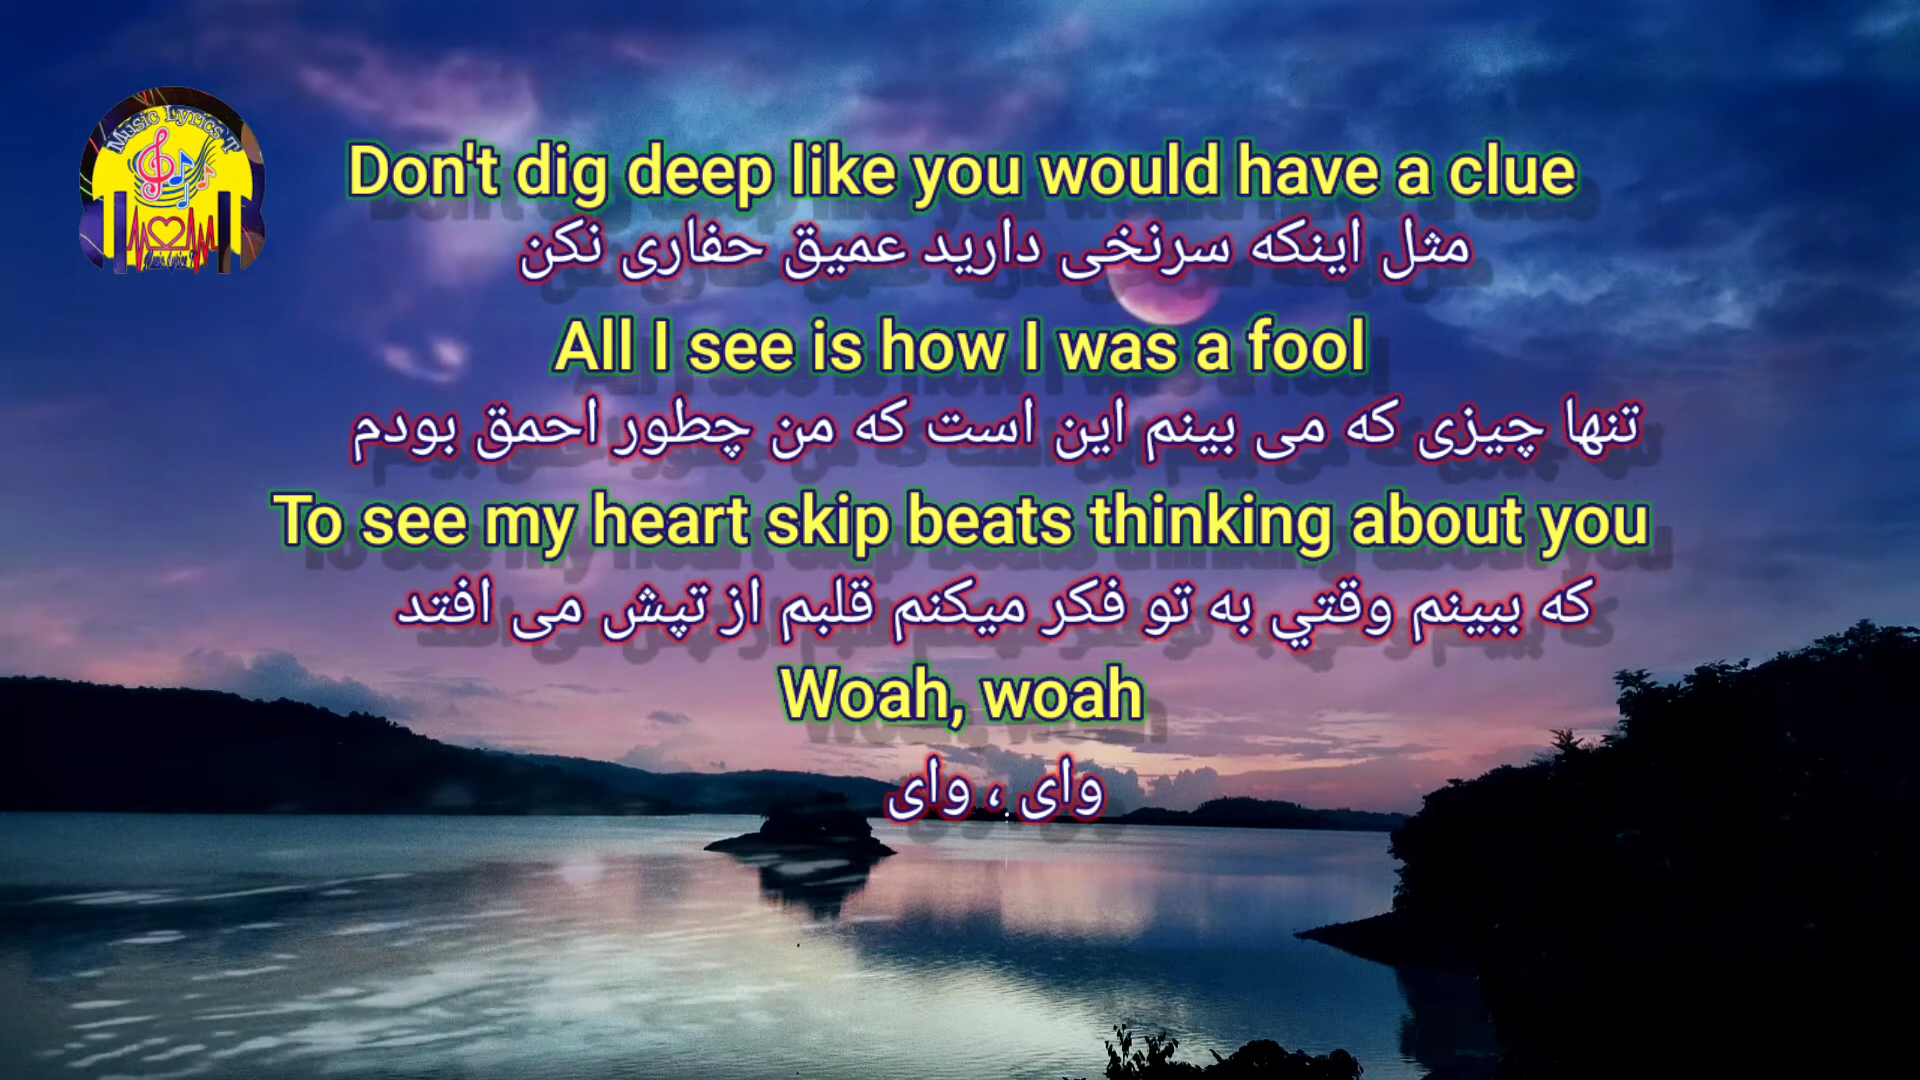 Music Lyrics T
Don't dig deep like you would have a clue
مثل اینکه سرنخی دارید عمیق حفاری نکن
All I see is how I was a fool
تنها چیزی که می بینم این است که من چطور احمق بودم
To see my heart skip beats thinking about you
که ببینم وقتي به تو فکر میکنم قلبم از تپش می افتد
Woah, woah
وای ، وای